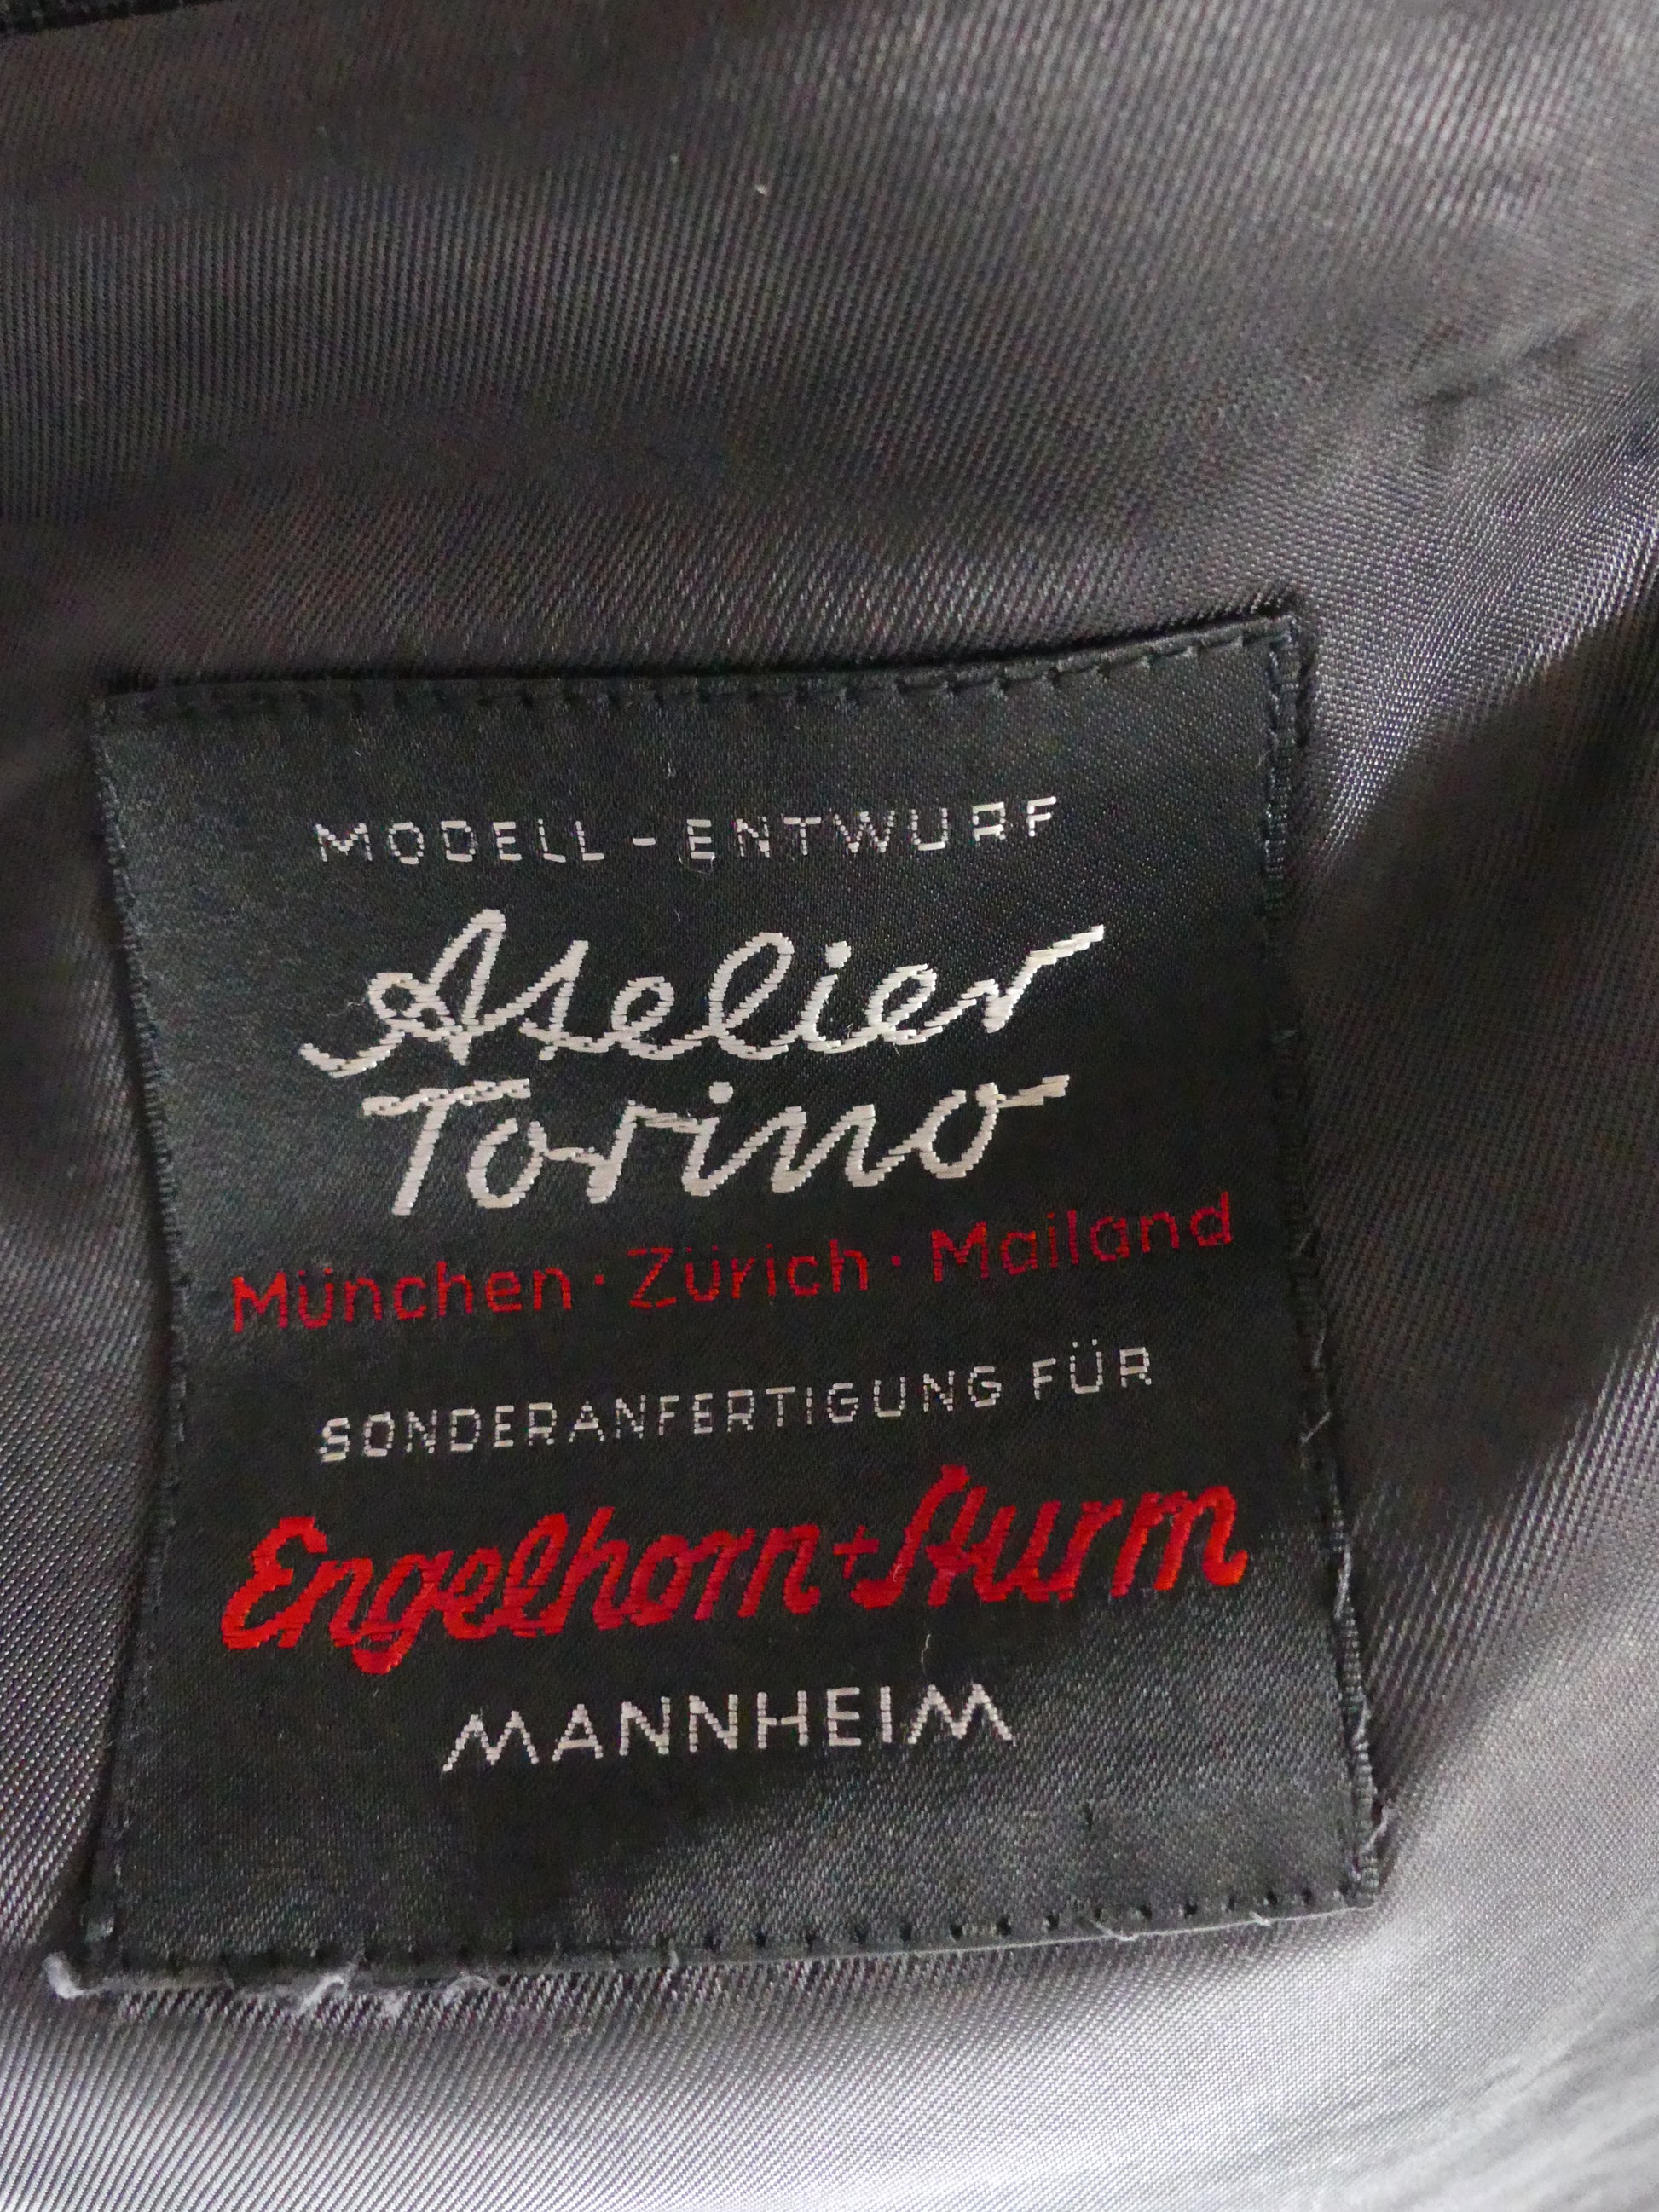 MODELL - ENTWURF
Atelier
Torino
München · Zürich · Mailand
SONDERANFERTIGUNG FÜR
Engelhorn + Sturm
MANNHEIM